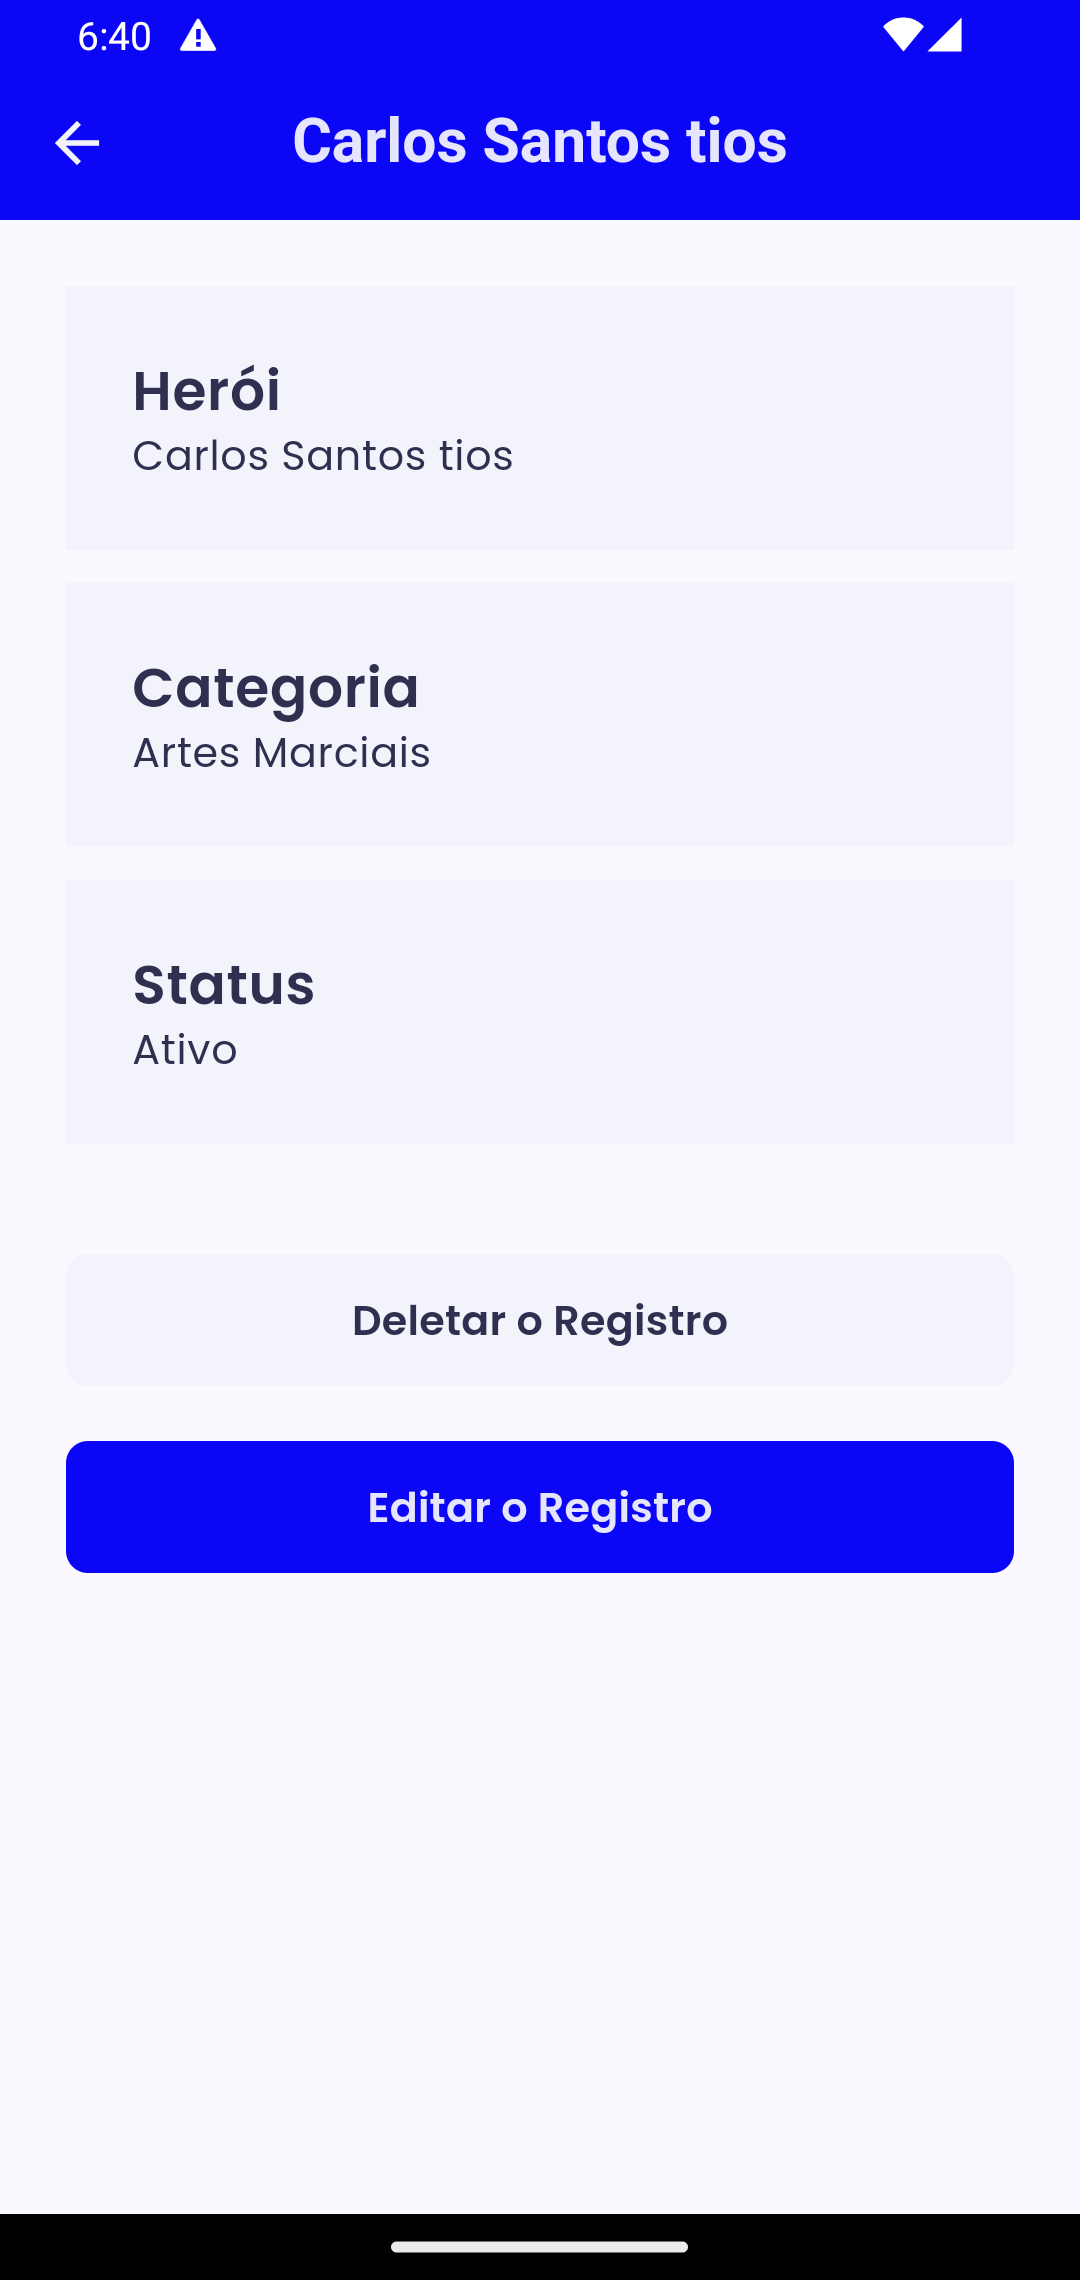 6:40
Carlos Santos tios
Herói
Carlos Santos tios
Categoria
Artes Marciais
Status
Ativo
Deletar o Registro
Editar o Registro